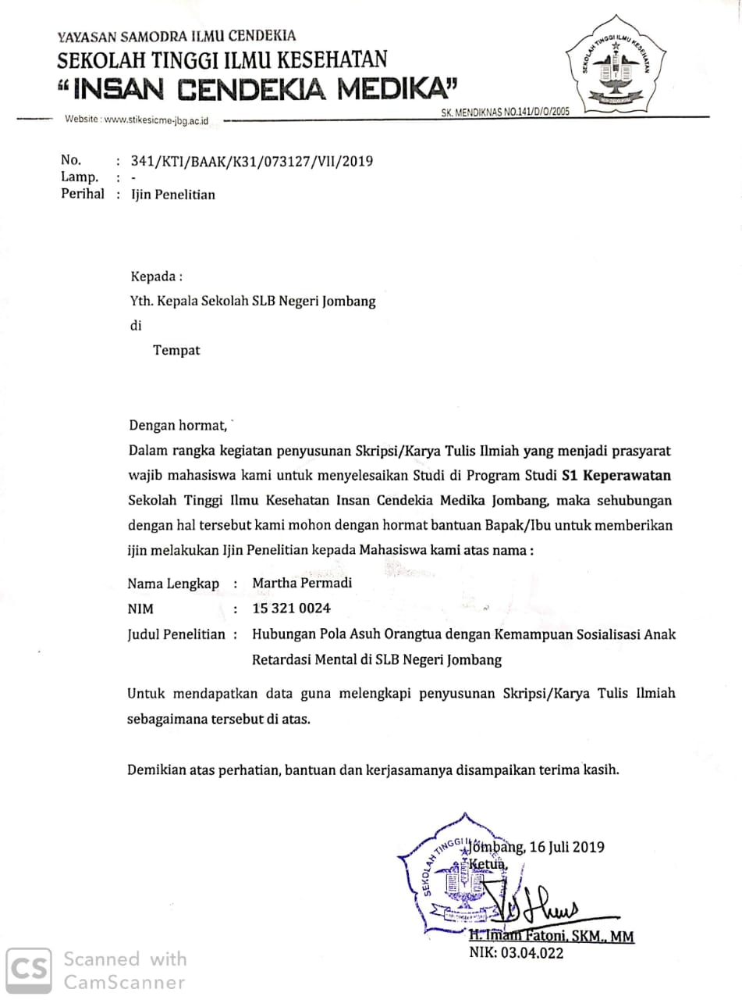 YAYASAN SAMODRA ILMU CENDEKIA
SEKOLAH TINGGI ILMU KESEHATAN
“INSAN CENDEKIA MEDIKA”
SEKOLAH TINGGI ILMU KESEHATAN
SK. MENDIKNAS NO.141/D/O/2005
Website : www.stikesicme-jbg.ac.id
No. : 341/KTI/BAAK/K31/073127/VII/2019
Lamp. : -
Perihal : Ijin Penelitian
Kepada :
Yth. Kepala Sekolah SLB Negeri Jombang
di
Tempat
Dengan hormat,
Dalam rangka kegiatan penyusunan Skripsi/Karya Tulis Ilmiah yang menjadi prasyarat
wajib mahasiswa kami untuk menyelesaikan Studi di Program Studi S1 Keperawatan
Sekolah Tinggi Ilmu Kesehatan Insan Cendekia Medika Jombang, maka sehubungan
dengan hal tersebut kami mohon dengan hormat bantuan Bapak/Ibu untuk memberikan
ijin melakukan Ijin Penelitian kepada Mahasiswa kami atas nama :
Nama Lengkap : Martha Permadi
NIM : 15 321 0024
Judul Penelitian : Hubungan Pola Asuh Orangtua dengan Kemampuan Sosialisasi Anak
Retardasi Mental di SLB Negeri Jombang
Untuk mendapatkan data guna melengkapi penyusunan Skripsi/Karya Tulis Ilmiah
sebagaimana tersebut di atas.
Demikian atas perhatian, bantuan dan kerjasamanya disampaikan terima kasih.
Jombang, 16 Juli 2019
Ketua,
SEKOLAH TINGGI
H. Imam Fatoni, SKM., MM
NIK: 03.04.022
CS Scanned with
CamScanner